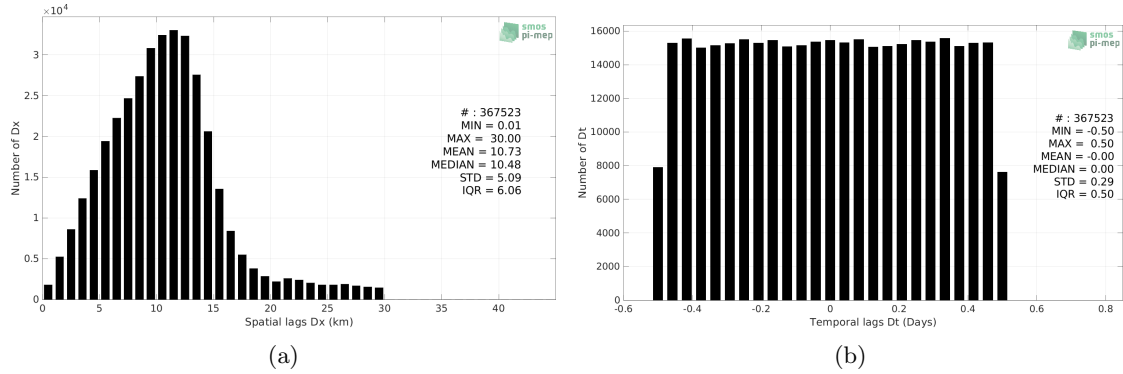 ×10⁴
smos
pi-mep
3
2.5
2
1.5
1
0.5
0
Number of Dx
# : 367523
MIN = 0.01
MAX = 30.00
MEAN = 10.73
MEDIAN = 10.48
STD = 5.09
IQR = 6.06
0 5 10 15 20 25 30 35 40
Spatial lags Dx (km)
(a)
smos
pi-mep
16000
14000
12000
10000
8000
6000
4000
2000
0
Number of Dt
# : 367523
MIN = -0.50
MAX = 0.50
MEAN = -0.00
MEDIAN = 0.00
STD = 0.29
IQR = 0.50
-0.6 -0.4 -0.2 0 0.2 0.4 0.6 0.8
Temporal lags Dt (Days)
(b)